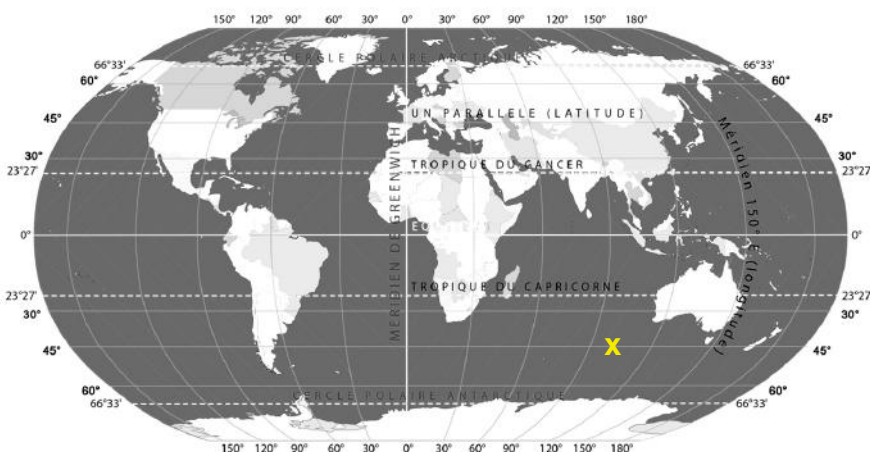 150° 120° 90° 60° 30° 0° 30° 60° 90° 120° 150° 180°
66°33' CERCLE POLAIRE ARCTIQUE 66°33'
60° 60°
45° UN PARALLELE (LATITUDE) 45°
Méridien 150° E (longitude)
MERIDIEN DE GREENWICH
30° 30°
23°27' TROPIQUE DU CANCER 23°27'
0° EQUATEUR 0°
23°27' TROPIQUE DU CAPRICORNE 23°27'
30° 30°
45° X 45°
60° 60°
66°33' CERCLE POLAIRE ANTARCTIQUE 66°33'
150° 120° 90° 60° 30° 0° 30° 60° 90° 120° 150° 180°